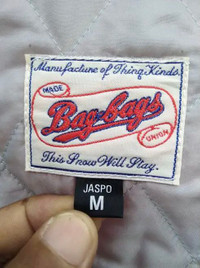 Manufacture of Thing Kinds.
MADE
Bag-bags
UNION
This Snow Will Stay.
JASPO
M